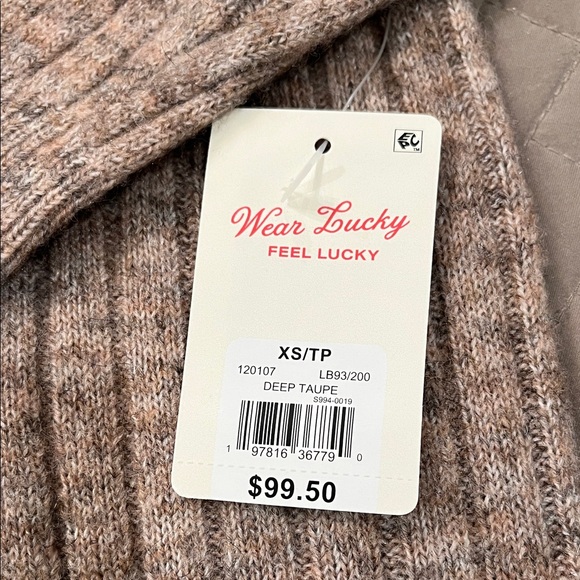 Wear Lucky
FEEL LUCKY
XS/TP
120107 LB93/200
DEEP TAUPE
S994-0019
1 97816 36779 0
$99.50